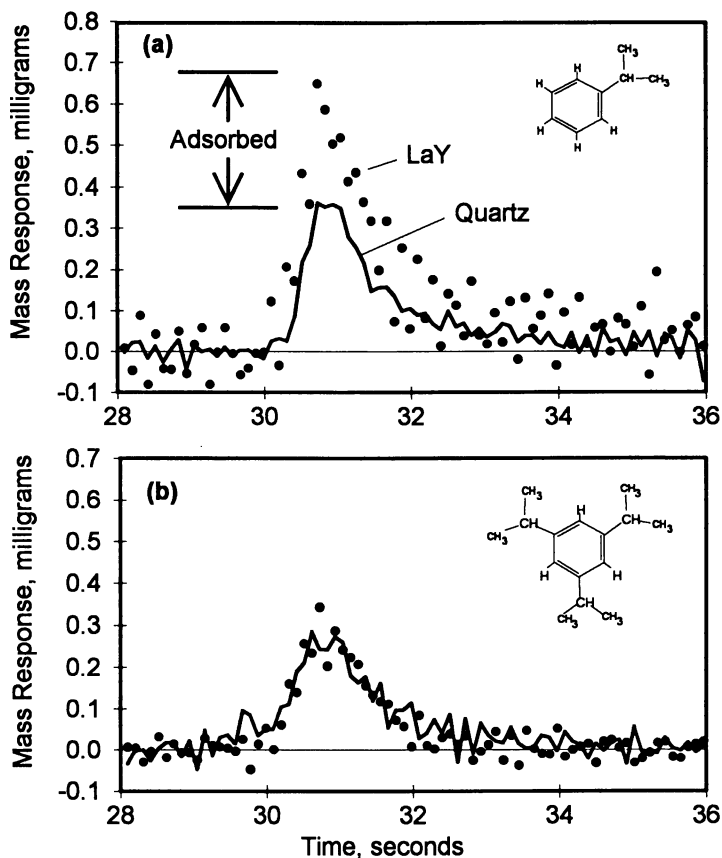 (a)
Mass Response, milligrams
0.8
0.7
0.6
0.5
0.4
0.3
0.2
0.1
0.0
-0.1
Adsorbed
LaY
Quartz
CH3
CH
CH3
H
H
H
H
H
28 30 32 34 36
(b)
Mass Response, milligrams
0.7
0.6
0.5
0.4
0.3
0.2
0.1
0.0
-0.1
CH3
CH3
H
CH
CH
CH3
CH3
H
H
CH
CH3
CH3
28 30 32 34 36
Time, seconds